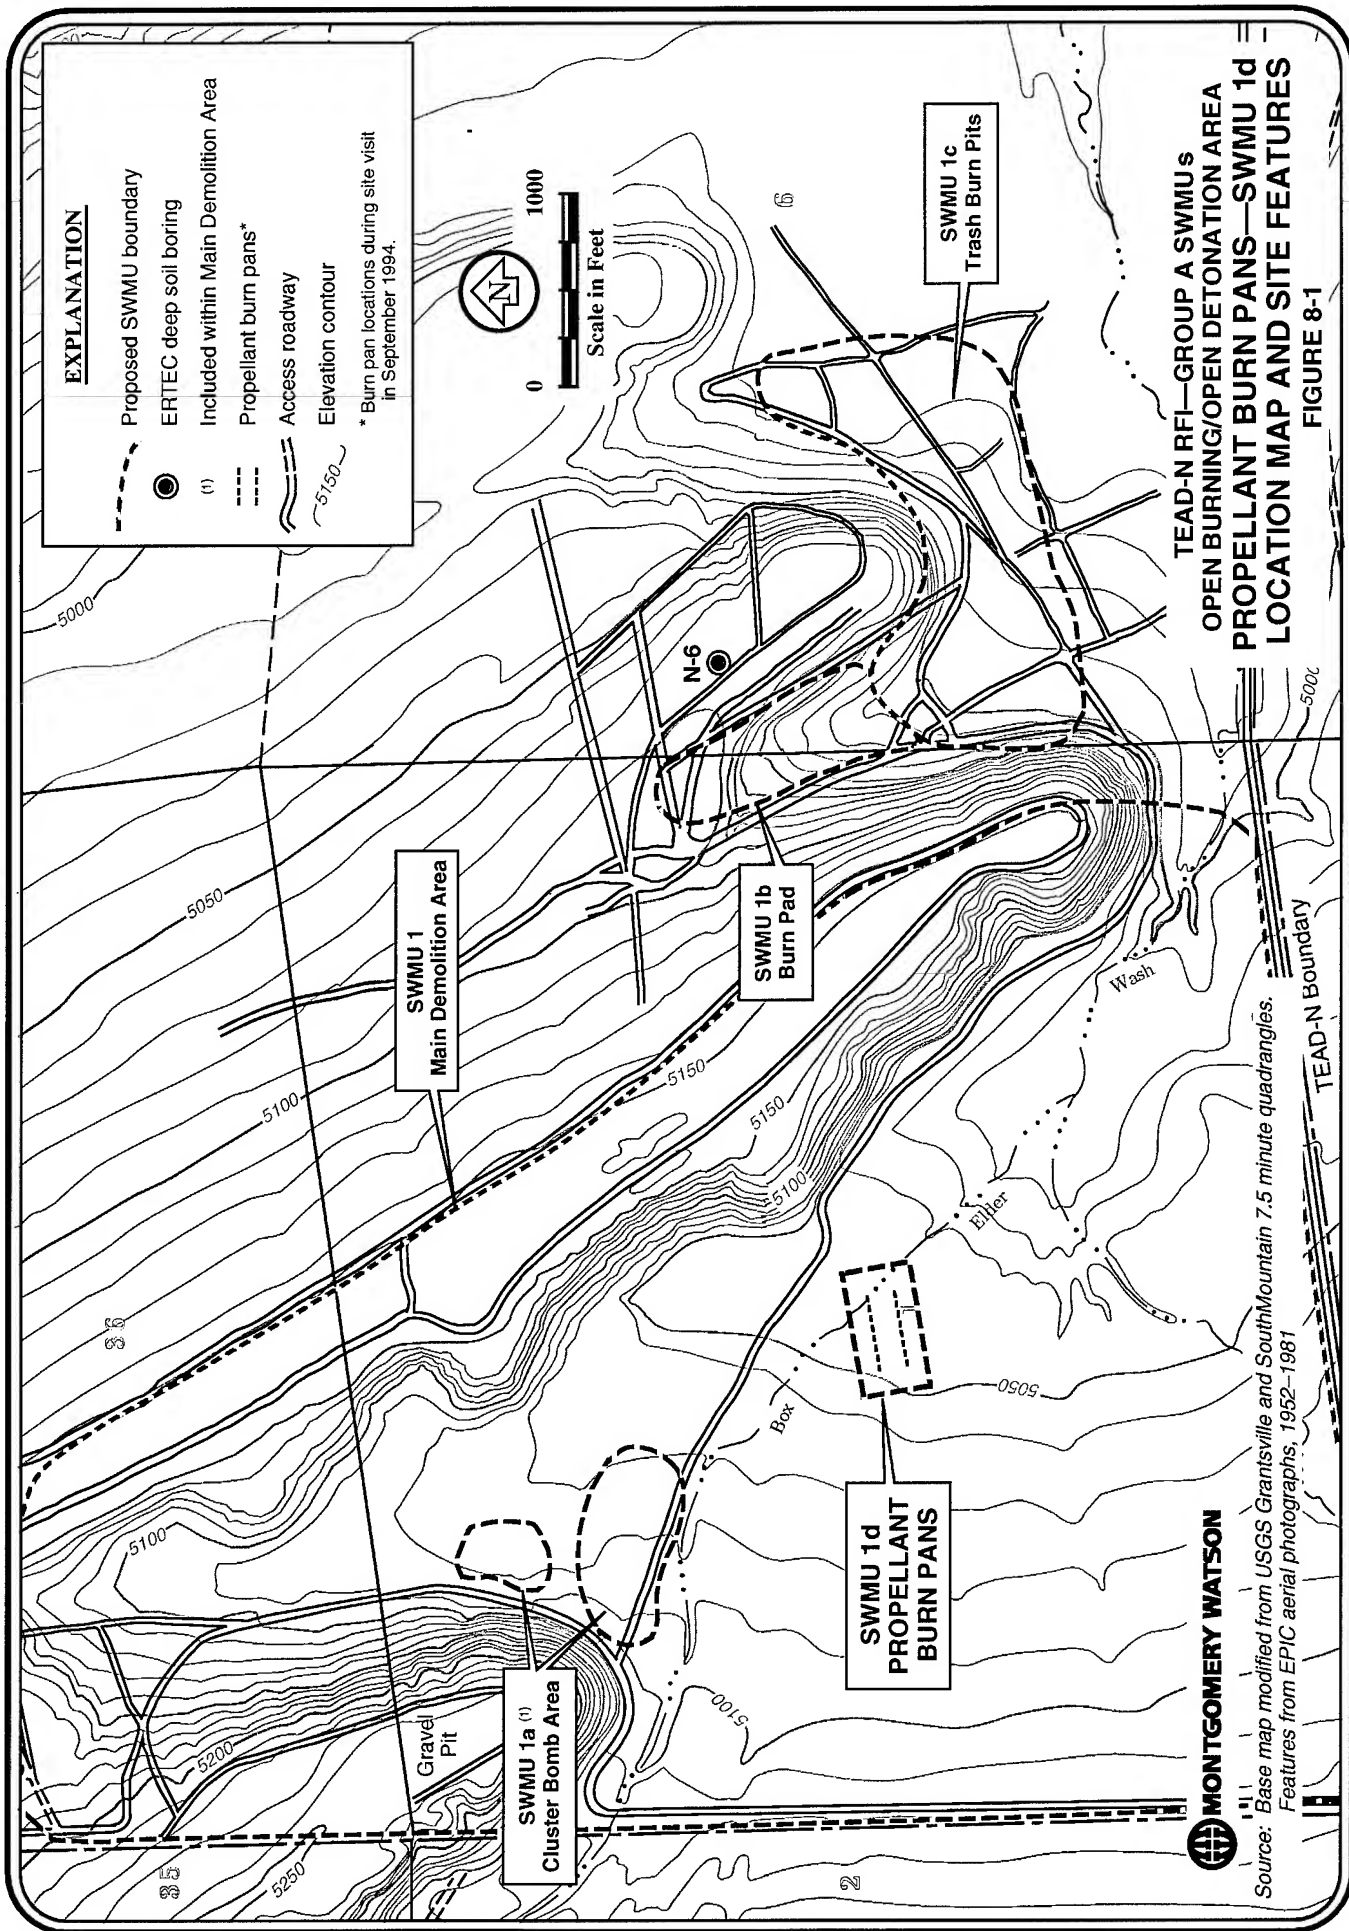 EXPLANATION
Proposed SWMU boundary
ERTEC deep soil boring
(1) Included within Main Demolition Area
Propellant burn pans*
Access roadway
5150 Elevation contour
* Burn pan locations during site visit
in September 1994.
N
0 1000
Scale in Feet
35
36
6
2
5250
5200
5100
5100
5050
5000
Gravel
Pit
SWMU 1
Main Demolition Area
SWMU 1a (1)
Cluster Bomb Area
SWMU 1b
Burn Pad
SWMU 1c
Trash Burn Pits
SWMU 1d
PROPELLANT
BURN PANS
N-6
5150
5150
5100
5050
5100
5000
Box
Elder
Wash
TEAD-N Boundary
MONTGOMERY WATSON
Source: Base map modified from USGS Grantsville and SouthMountain 7.5 minute quadrangles.
Features from EPIC aerial photographs, 1952–1981
TEAD-N RFI—GROUP A SWMUs
OPEN BURNING/OPEN DETONATION AREA
PROPELLANT BURN PANS—SWMU 1d
LOCATION MAP AND SITE FEATURES
FIGURE 8-1